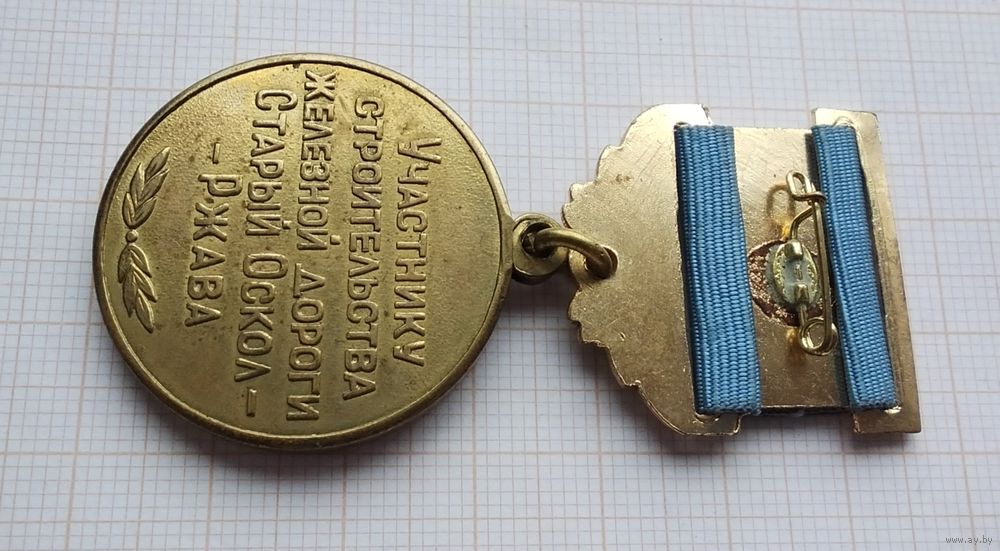 Участнику
строительства
железной дороги
Старый Оскол -
- Ржава
www.ay.by